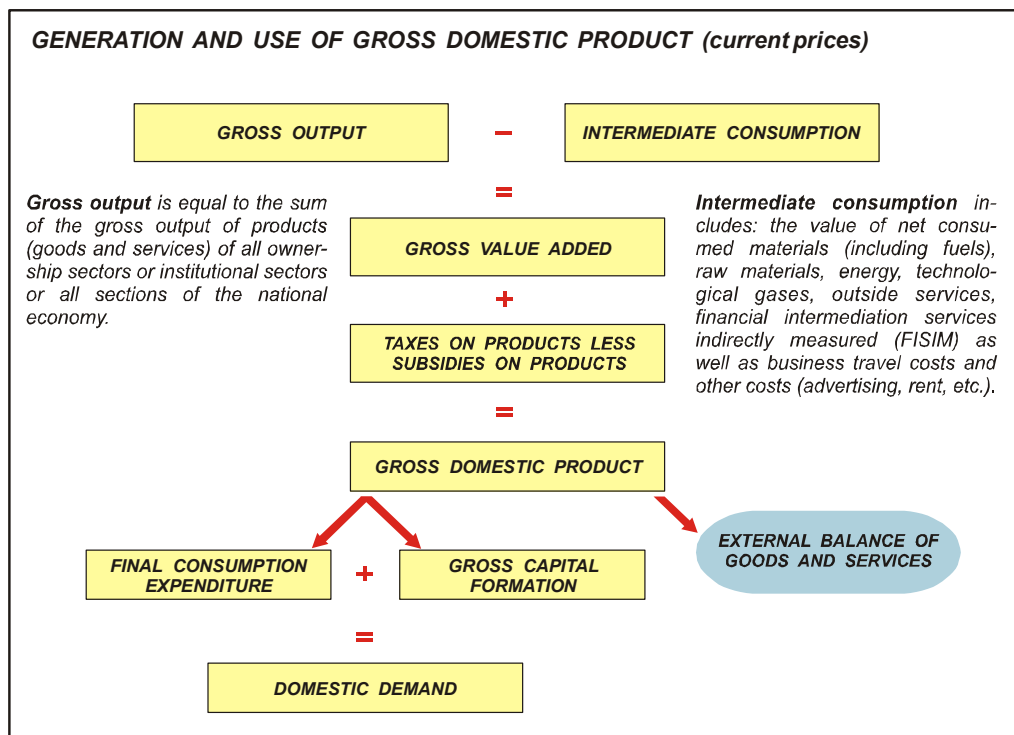 GENERATION AND USE OF GROSS DOMESTIC PRODUCT (current prices)
GROSS OUTPUT
–
INTERMEDIATE CONSUMPTION
=
Gross output is equal to the sum
of the gross output of products
(goods and services) of all owner-
ship sectors or institutional sectors
or all sections of the national
economy.
GROSS VALUE ADDED
+
TAXES ON PRODUCTS LESS
SUBSIDIES ON PRODUCTS
Intermediate consumption in-
cludes: the value of net consu-
med materials (including fuels),
raw materials, energy, technolo-
gical gases, outside services,
financial intermediation services
indirectly measured (FISIM) as
well as business travel costs and
other costs (advertising, rent, etc.).
=
GROSS DOMESTIC PRODUCT
EXTERNAL BALANCE OF
GOODS AND SERVICES
FINAL CONSUMPTION
EXPENDITURE
+
GROSS CAPITAL
FORMATION
=
DOMESTIC DEMAND